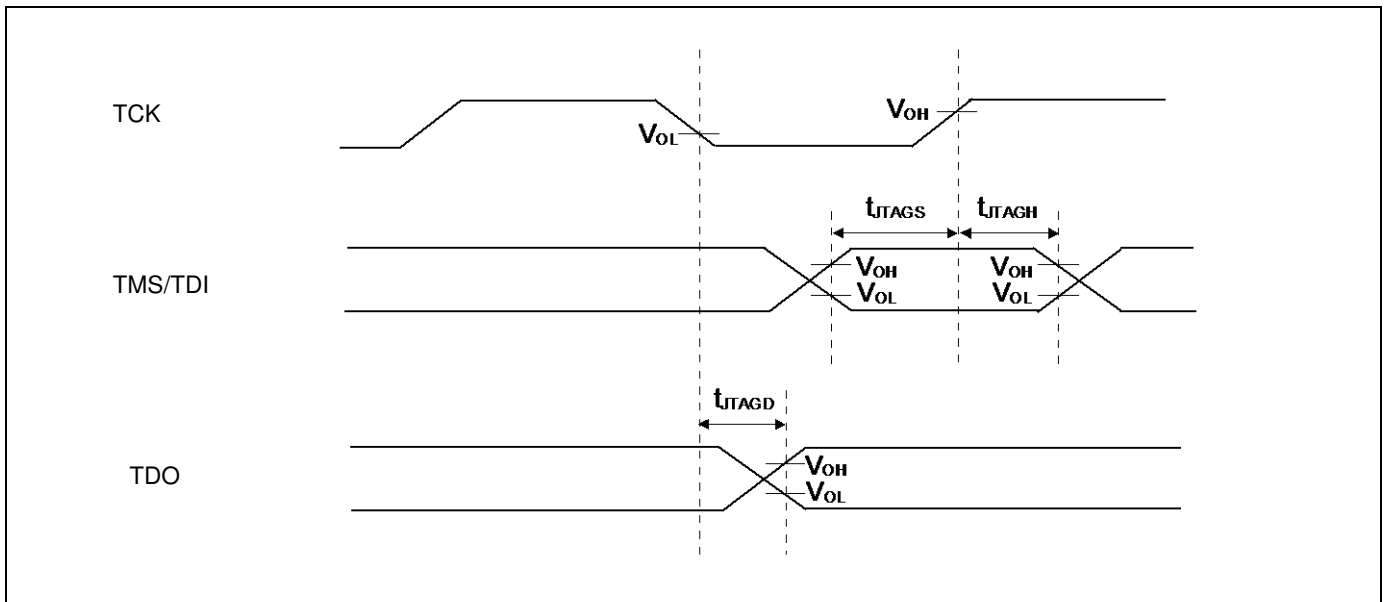 TCK
VOL
VOH
tJTAGS
tJTAGH
TMS/TDI
VOH
VOL
VOH
VOL
tJTAGD
TDO
VOH
VOL